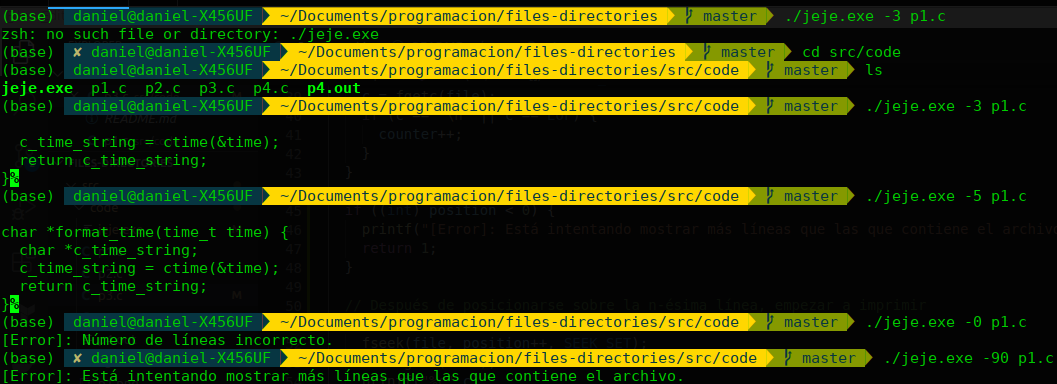 (base) daniel@daniel-X456UF ~/Documents/programacion/files-directories master ./jeje.exe -3 p1.c
zsh: no such file or directory: ./jeje.exe
(base) ✘ daniel@daniel-X456UF ~/Documents/programacion/files-directories master cd src/code
(base) daniel@daniel-X456UF ~/Documents/programacion/files-directories/src/code master ls
jeje.exe p1.c p2.c p3.c p4.c p4.out
(base) daniel@daniel-X456UF ~/Documents/programacion/files-directories/src/code master ./jeje.exe -3 p1.c
c_time_string = ctime(&time);
return c_time_string;
}%
(base) daniel@daniel-X456UF ~/Documents/programacion/files-directories/src/code master ./jeje.exe -5 p1.c
char *format_time(time_t time) {
char *c_time_string;
c_time_string = ctime(&time);
return c_time_string;
}%
(base) daniel@daniel-X456UF ~/Documents/programacion/files-directories/src/code master ./jeje.exe -0 p1.c
[Error]: Número de líneas incorrecto.
(base) ✘ daniel@daniel-X456UF ~/Documents/programacion/files-directories/src/code master ./jeje.exe -90 p1.c
[Error]: Está intentando mostrar más líneas que las que contiene el archivo.